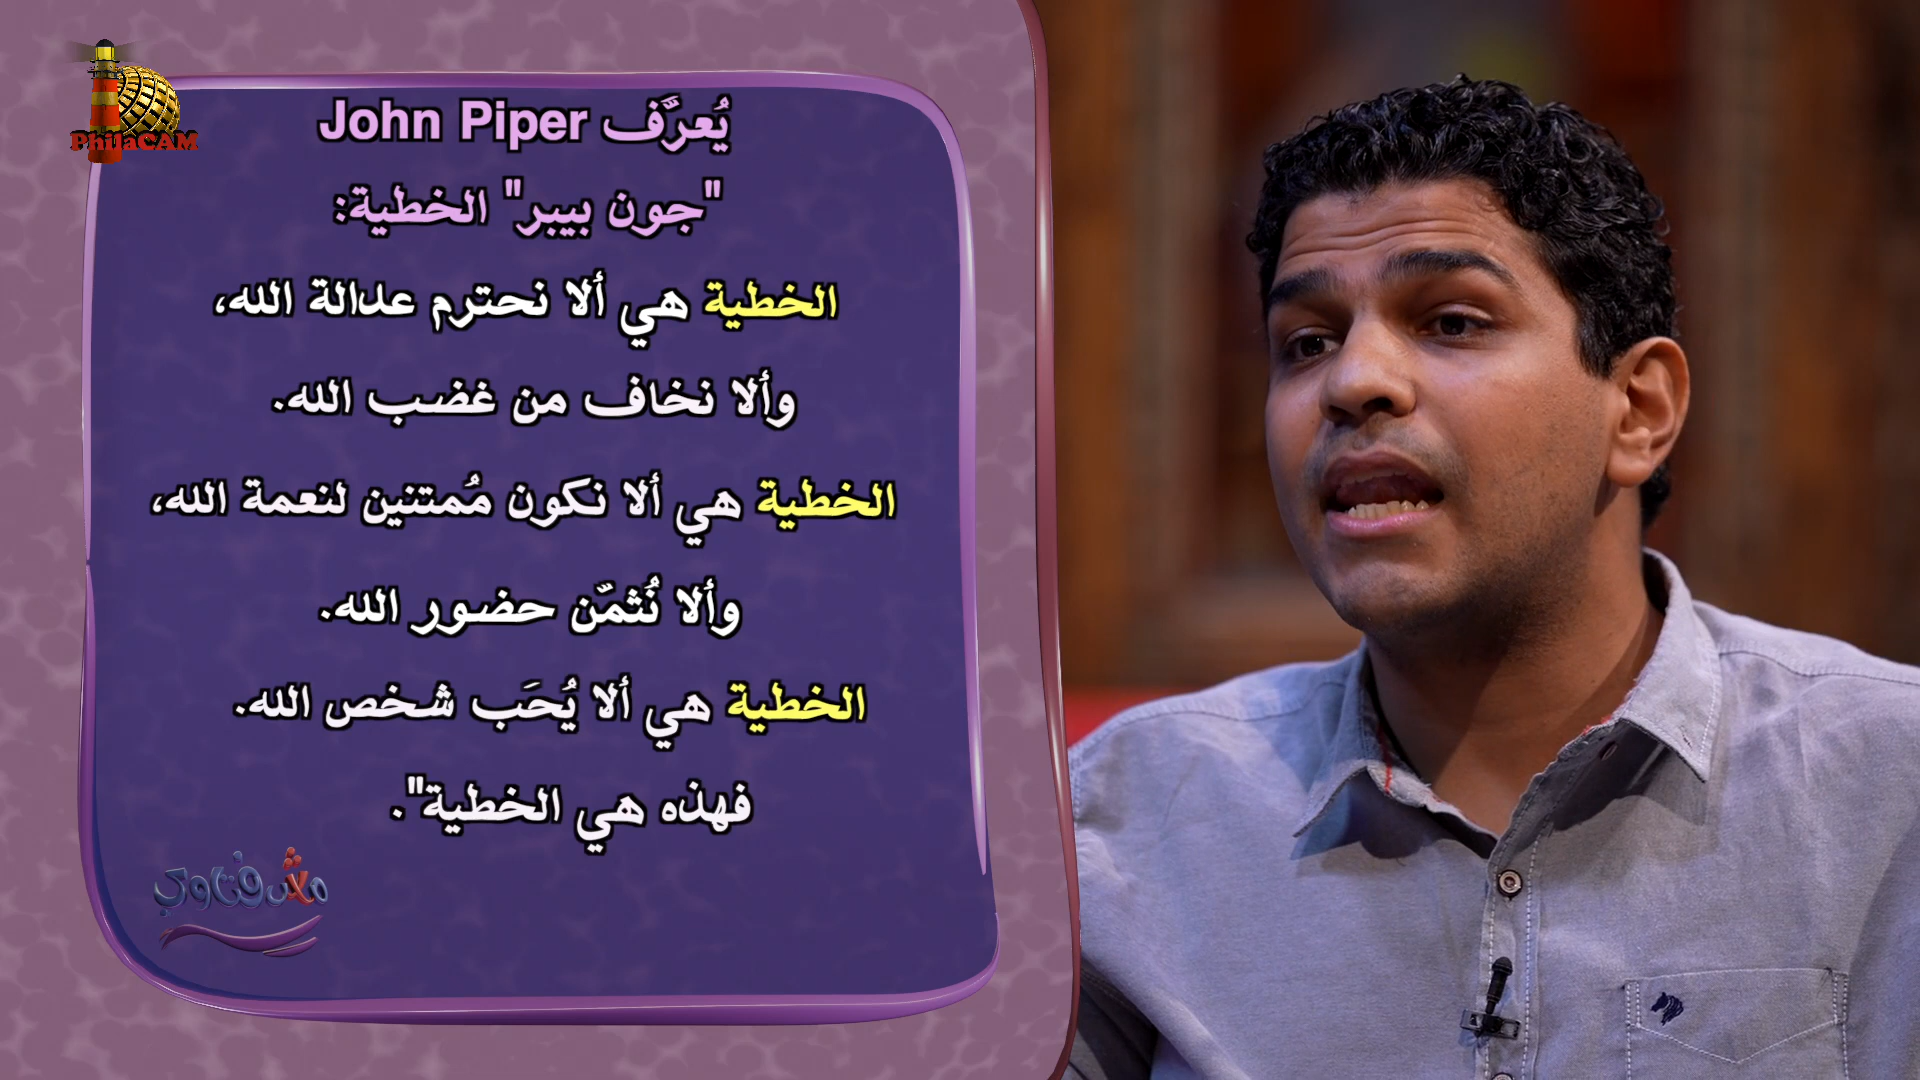 PhilaCAM
يُعرَّف John Piper
"جون بيبر" الخطية:
الخطية هي ألا نحترم عدالة الله،
وألا نخاف من غضب الله.
الخطية هي ألا نكون مُمتنين لنعمة الله،
وألا نُثمّن حضور الله.
الخطية هي ألا يُحَب شخص الله.
فهذه هي الخطية".
مش فتاوي